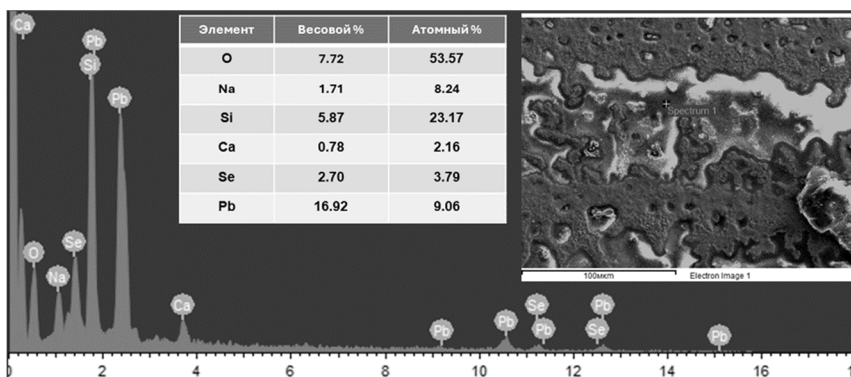 Ca
Pb
Si
Pb
O
Na
Se
Ca
Pb
Pb
Se
Pb
Pb
Se
Pb
0 2 4 6 8 10 12 14 16 18
Элемент Весовой % Атомный %
O 7.72 53.57
Na 1.71 8.24
Si 5.87 23.17
Ca 0.78 2.16
Se 2.70 3.79
Pb 16.92 9.06
Spectrum 1
100мкm Electron Image 1